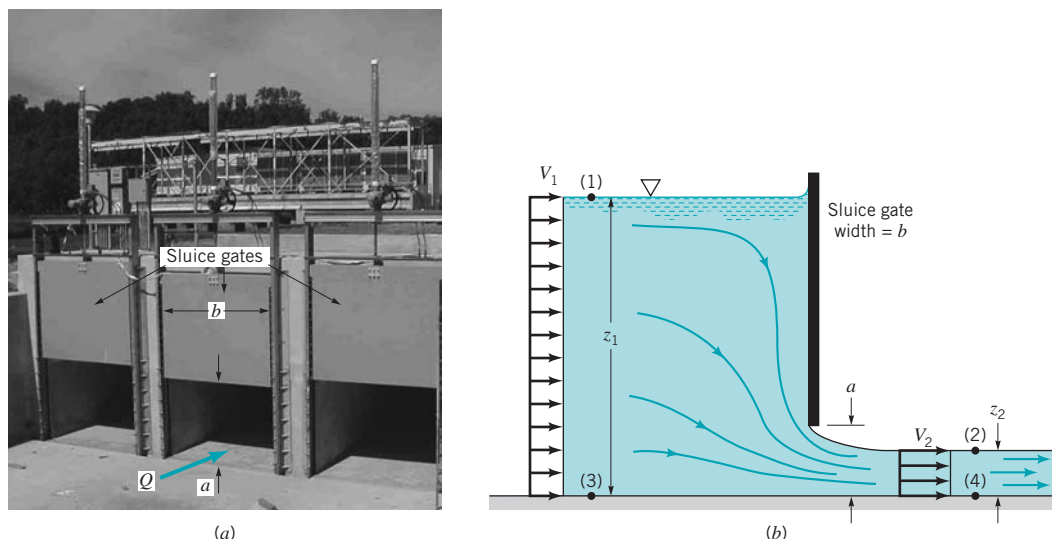 Sluice gates
b
Q
a
(a)
V1
(1)
Sluice gate
width = b
z1
a
z2
V2
(2)
(3)
(4)
(b)